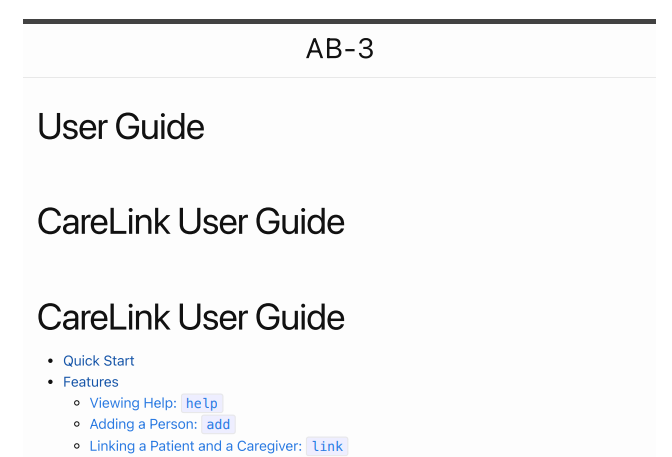 AB-3
User Guide
CareLink User Guide
CareLink User Guide
Quick Start
Features
Viewing Help: help
Adding a Person: add
Linking a Patient and a Caregiver: link